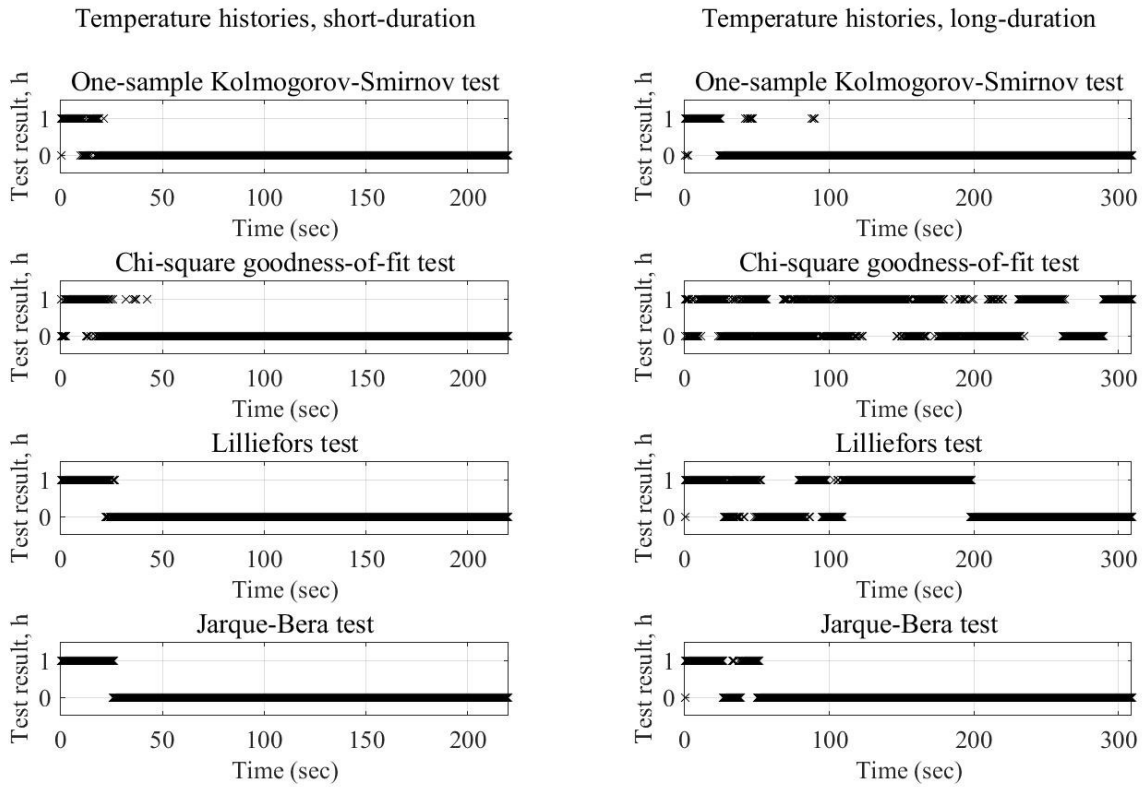 Temperature histories, short-duration
One-sample Kolmogorov-Smirnov test
Test result, h
1
0
0 50 100 150 200
Time (sec)
Chi-square goodness-of-fit test
Test result, h
1
0
0 50 100 150 200
Time (sec)
Lilliefors test
Test result, h
1
0
0 50 100 150 200
Time (sec)
Jarque-Bera test
Test result, h
1
0
0 50 100 150 200
Time (sec)
Temperature histories, long-duration
One-sample Kolmogorov-Smirnov test
Test result, h
1
0
0 100 200 300
Time (sec)
Chi-square goodness-of-fit test
Test result, h
1
0
0 100 200 300
Time (sec)
Lilliefors test
Test result, h
1
0
0 100 200 300
Time (sec)
Jarque-Bera test
Test result, h
1
0
0 100 200 300
Time (sec)